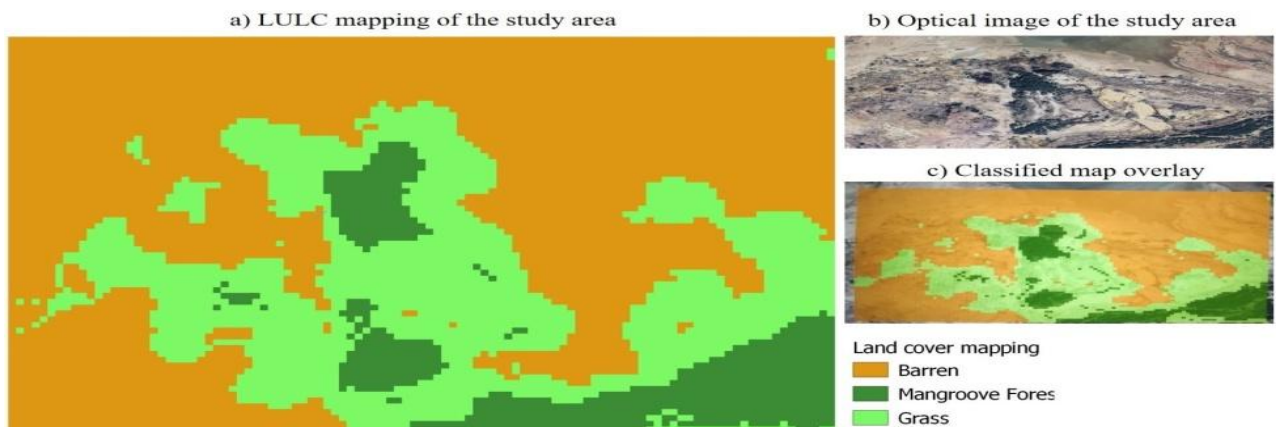 a) LULC mapping of the study area
b) Optical image of the study area
c) Classified map overlay
Land cover mapping
Barren
Mangroove Fores
Grass